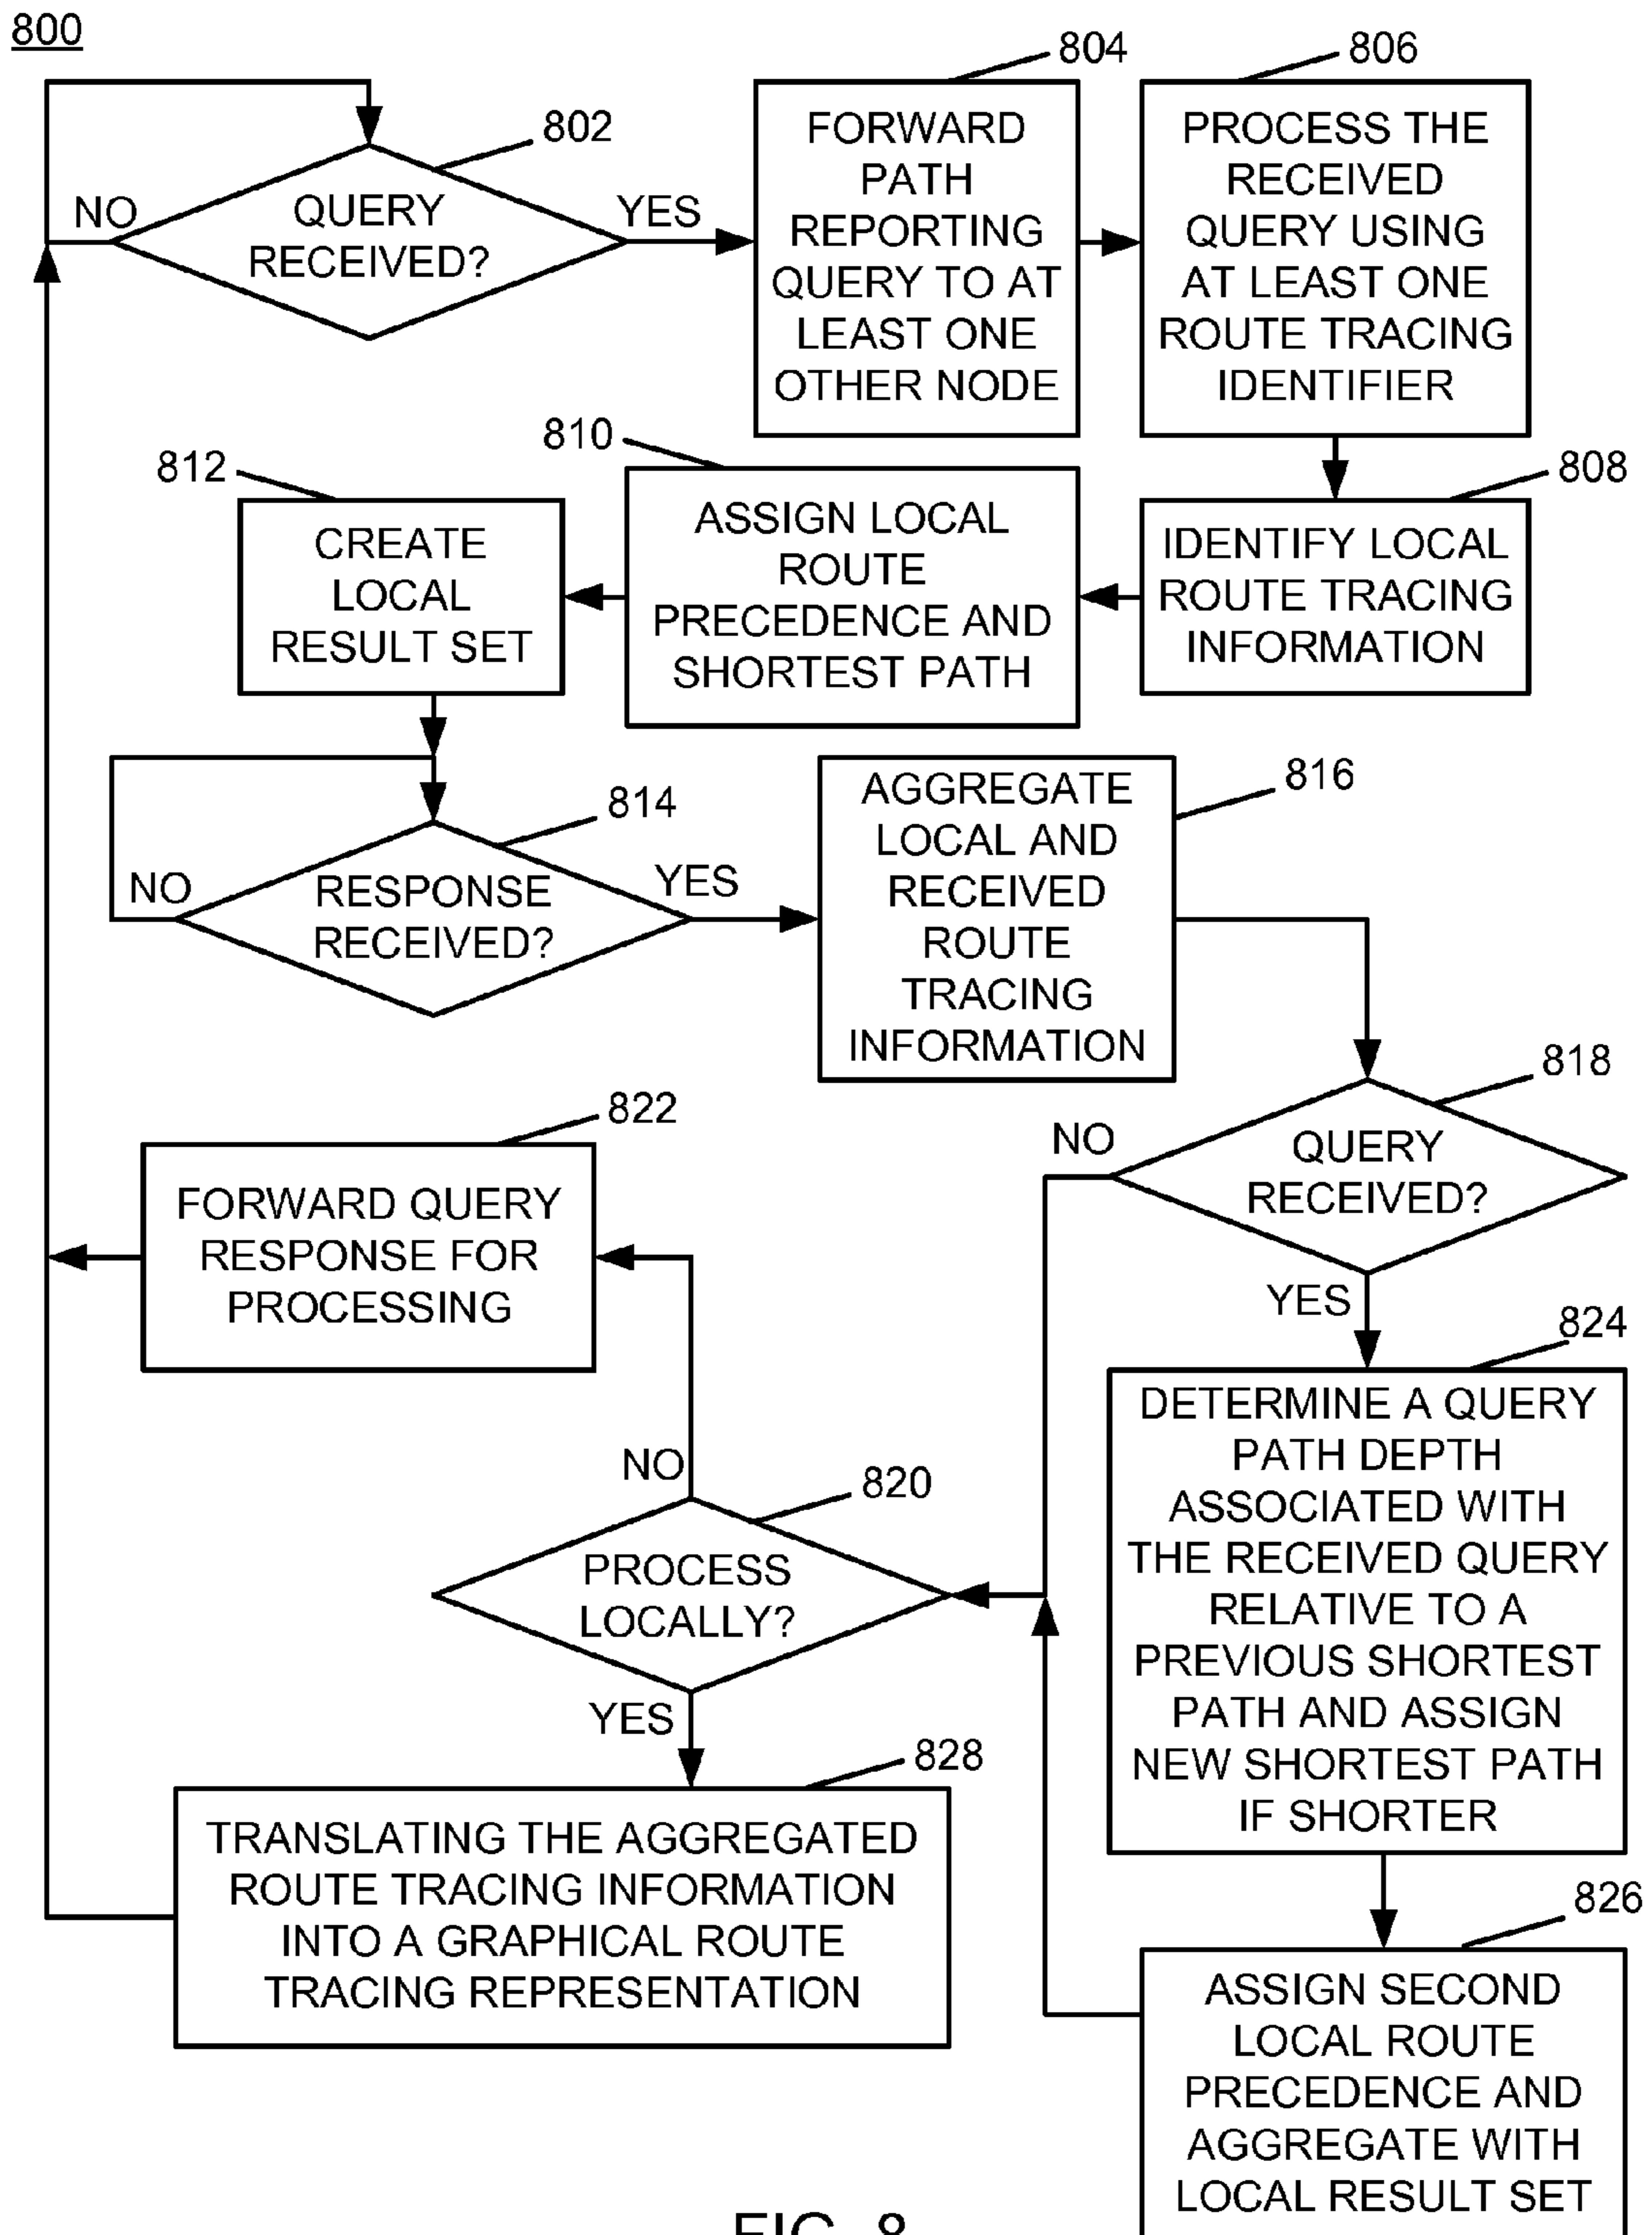 800
804
806
802
FORWARD
PATH
REPORTING
QUERY TO AT
LEAST ONE
OTHER NODE
PROCESS THE
RECEIVED
QUERY USING
AT LEAST ONE
ROUTE TRACING
IDENTIFIER
NO
QUERY
RECEIVED?
YES
810
812
808
CREATE
LOCAL
RESULT SET
ASSIGN LOCAL
ROUTE
PRECEDENCE AND
SHORTEST PATH
IDENTIFY LOCAL
ROUTE TRACING
INFORMATION
814
816
NO
RESPONSE
RECEIVED?
YES
AGGREGATE
LOCAL AND
RECEIVED
ROUTE
TRACING
INFORMATION
818
822
NO
QUERY
RECEIVED?
YES
FORWARD QUERY
RESPONSE FOR
PROCESSING
824
NO
820
PROCESS
LOCALLY?
YES
DETERMINE A QUERY
PATH DEPTH
ASSOCIATED WITH
THE RECEIVED QUERY
RELATIVE TO A
PREVIOUS SHORTEST
PATH AND ASSIGN
NEW SHORTEST PATH
IF SHORTER
828
TRANSLATING THE AGGREGATED
ROUTE TRACING INFORMATION
INTO A GRAPHICAL ROUTE
TRACING REPRESENTATION
826
ASSIGN SECOND
LOCAL ROUTE
PRECEDENCE AND
AGGREGATE WITH
LOCAL RESULT SET
FIG. 8